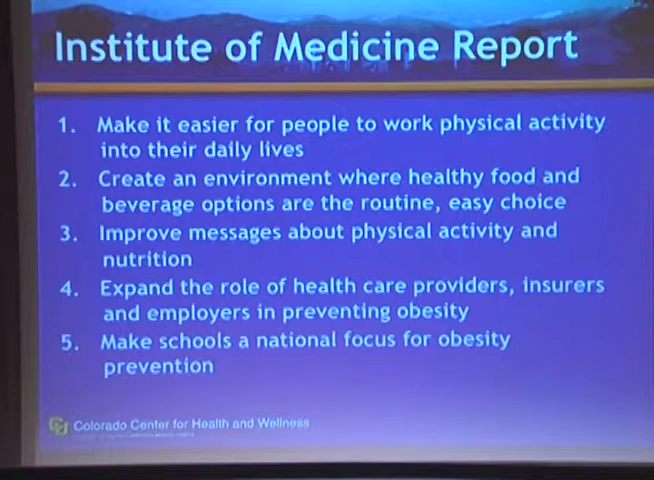 Institute of Medicine Report
1. Make it easier for people to work physical activity
into their daily lives
2. Create an environment where healthy food and
beverage options are the routine, easy choice
3. Improve messages about physical activity and
nutrition
4. Expand the role of health care providers, insurers
and employers in preventing obesity
5. Make schools a national focus for obesity
prevention
CU Colorado Center for Health and Wellness